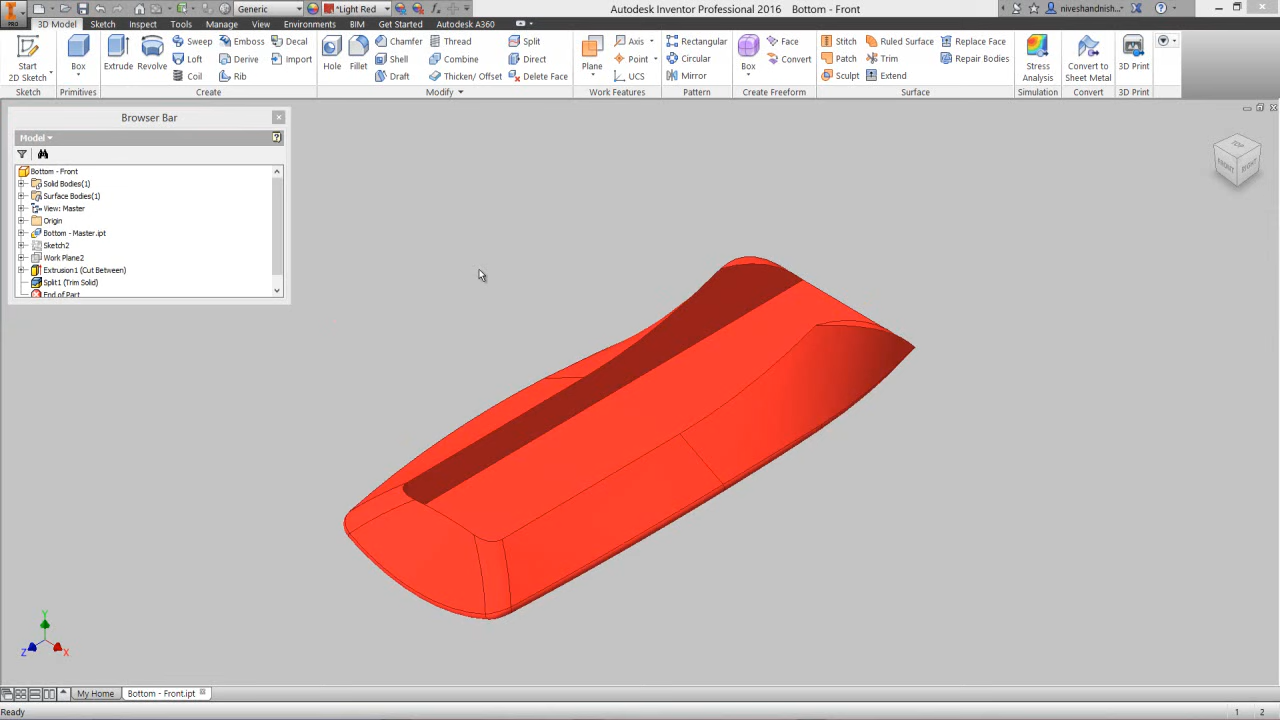 Generic
*Light Red
Autodesk Inventor Professional 2016 Bottom - Front
niveshandnish...
PRO
3D Model Sketch Inspect Tools Manage View Environments BIM Get Started Autodesk A360
Start
2D Sketch
Sketch
Box
Primitives
Extrude
Revolve
Sweep
Loft
Coil
Emboss
Derive
Rib
Decal
Import
Create
Hole
Fillet
Chamfer
Shell
Draft
Thread
Combine
Thicken/ Offset
Split
Direct
Delete Face
Modify
Plane
Axis
Point
UCS
Work Features
Rectangular
Circular
Mirror
Pattern
Box
Face
Convert
Create Freeform
Stitch
Patch
Sculpt
Ruled Surface
Trim
Extend
Replace Face
Repair Bodies
Surface
Stress
Analysis
Simulation
Convert to
Sheet Metal
Convert
3D Print
3D Print
Browser Bar
Model
Bottom - Front
Solid Bodies(1)
Surface Bodies(1)
View: Master
Origin
Bottom - Master.ipt
Sketch2
Work Plane2
Extrusion1 (Cut Between)
Split1 (Trim Solid)
End of Part
TOP
FRONT
RIGHT
Y
Z
X
My Home
Bottom - Front.ipt
Ready
1 2